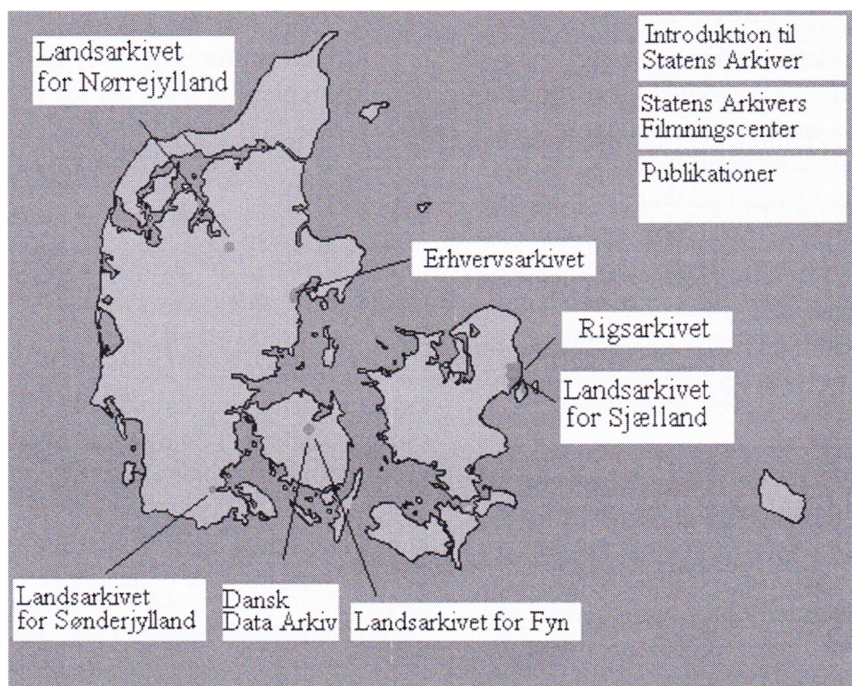 Landsarkivet
for Nørrejylland
Introduktion til
Statens Arkiver
Statens Arkivers
Filmningscenter
Publikationer
Erhvervsarkivet
Rigsarkivet
Landsarkivet
for Sjælland
Landsarkivet
for Sønderjylland
Dansk
Data Arkiv
Landsarkivet for Fyn